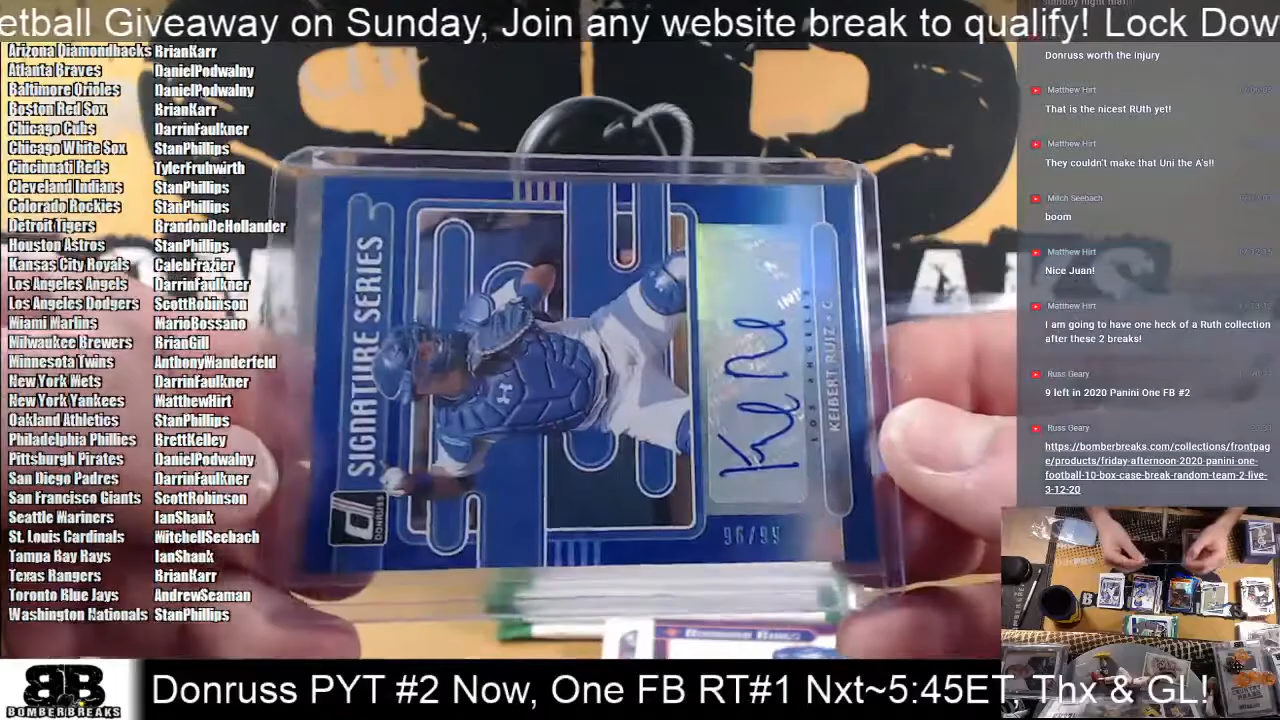 etball Giveaway on Sunday, Join any website break to qualify! Lock Dow
Arizona Diamondbacks BrianKarr
Atlanta Braves DanielPodwalny
Baltimore Orioles DanielPodwalny
Boston Red Sox BrianKarr
Chicago Cubs DarrinFaulkner
Chicago White Sox StanPhillips
Cincinnati Reds TylerFruhwirth
Cleveland Indians StanPhillips
Colorado Rockies StanPhillips
Detroit Tigers BrandonDeHollander
Houston Astros StanPhillips
Kansas City Royals CalebFrazier
Los Angeles Angels DarrinFaulkner
Los Angeles Dodgers ScottRobinson
Miami Marlins MarioBossano
Milwaukee Brewers BrianGill
Minnesota Twins AnthonyManderfeld
New York Mets DarrinFaulkner
New York Yankees MatthewHirt
Oakland Athletics StanPhillips
Philadelphia Phillies BrettKelley
Pittsburgh Pirates DanielPodwalny
San Diego Padres DarrinFaulkner
San Francisco Giants ScottRobinson
Seattle Mariners IanShank
St. Louis Cardinals MitchellSeebach
Tampa Bay Rays IanShank
Texas Rangers BrianKarr
Toronto Blue Jays AndrewSeaman
Washington Nationals StanPhillips
SIGNATURE SERIES
DONRUSS
LOS ANGELES
KEIBERT RUIZ • C
96/99
Donruss worth the injury
Matthew Hirt
That is the nicest RUth yet!
Matthew Hirt
They couldn't make that Uni the A's!!
Mitch Seebach
boom
Matthew Hirt
Nice Juan!
Matthew Hirt
I am going to have one heck of a Ruth collection
after these 2 breaks!
Russ Geary
9 left in 2020 Panini One FB #2
Russ Geary
https://bomberbreaks.com/collections/frontpag
e/products/friday-afternoon-2020-panini-one-
football-10-box-case-break-random-team-2-live-
3-12-20
BB
BOMBERBREAKS
Donruss PYT #2 Now, One FB RT#1 Nxt~5:45ET Thx & GL!